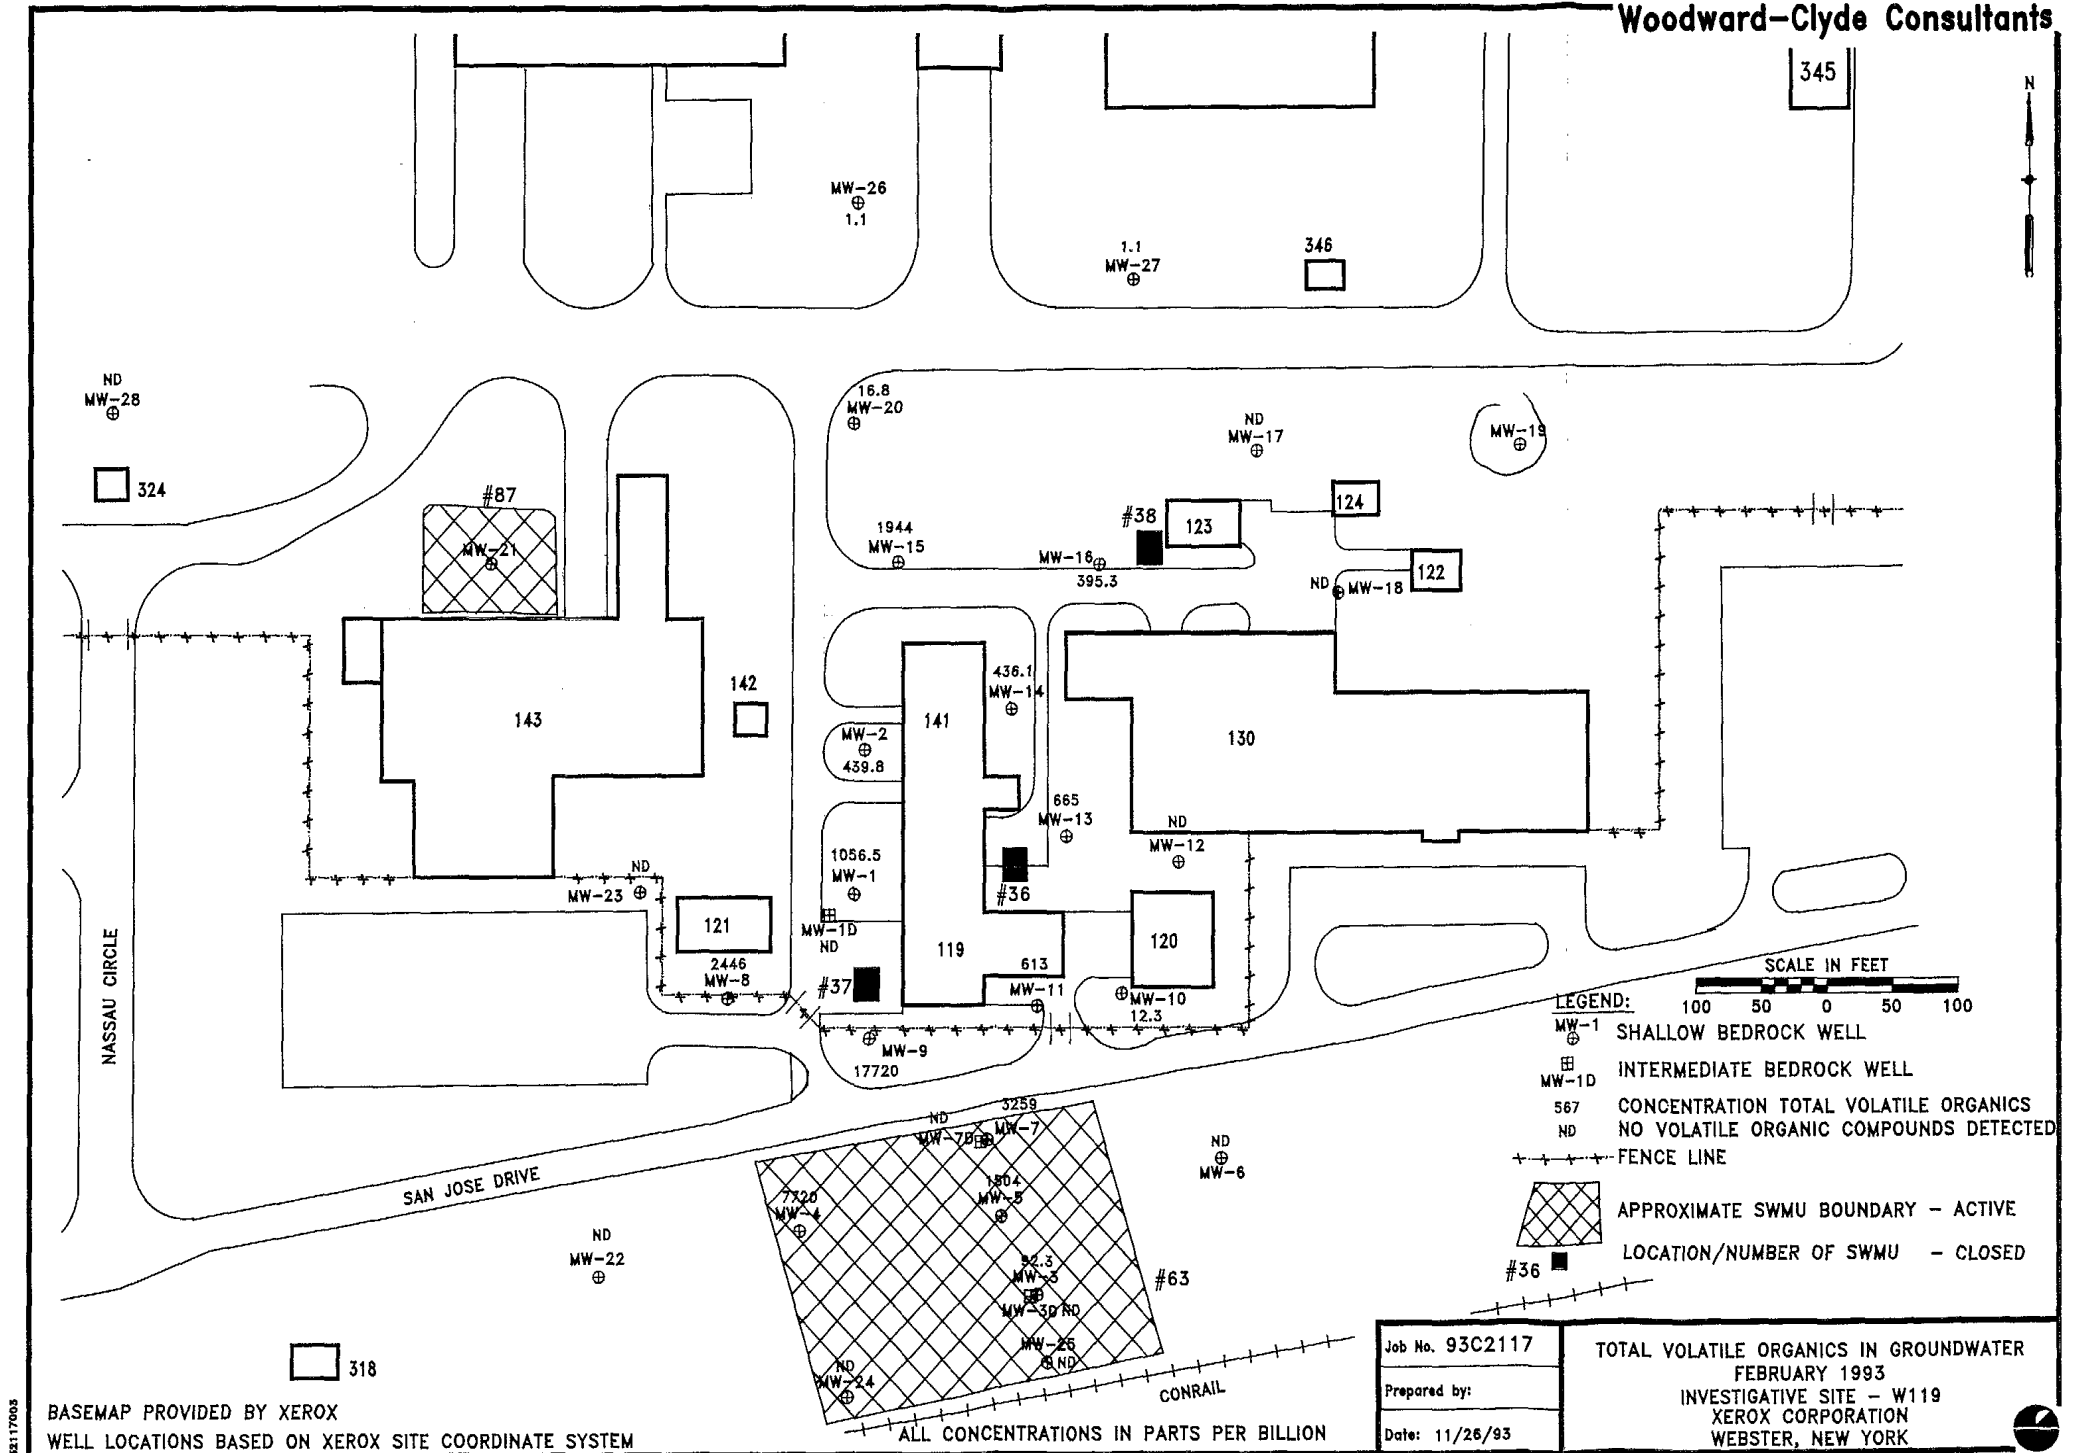 Woodward-Clyde Consultants
345
N
MW-26
1.1
1.1
MW-27
346
ND
MW-28
324
16.8
MW-20
ND
MW-17
MW-19
#87
MW-21
#38
123
124
1944
MW-15
MW-16
395.3
122
ND
MW-18
143
142
141
436.1
MW-14
MW-2
439.8
130
665
MW-13
ND
MW-12
1056.5
MW-1
#36
ND
MW-23
121
MW-1D
ND
119
120
2446
MW-8
#37
613
MW-11
MW-10
12.3
MW-9
17720
NASSAU CIRCLE
SAN JOSE DRIVE
3259
ND
MW-7D
MW-7
ND
MW-6
7720
MW-4
1504
MW-5
ND
MW-22
92.3
MW-3
MW-3D ND
#63
MW-25
ND
ND
MW-24
318
CONRAIL
SCALE IN FEET
100 50 0 50 100
LEGEND:
MW-1
SHALLOW BEDROCK WELL
MW-1D
INTERMEDIATE BEDROCK WELL
567 CONCENTRATION TOTAL VOLATILE ORGANICS
ND NO VOLATILE ORGANIC COMPOUNDS DETECTED
FENCE LINE
APPROXIMATE SWMU BOUNDARY - ACTIVE
#36
LOCATION/NUMBER OF SWMU - CLOSED
BASEMAP PROVIDED BY XEROX
WELL LOCATIONS BASED ON XEROX SITE COORDINATE SYSTEM
ALL CONCENTRATIONS IN PARTS PER BILLION
Job No. 93C2117
Prepared by:
Date: 11/26/93
TOTAL VOLATILE ORGANICS IN GROUNDWATER
FEBRUARY 1993
INVESTIGATIVE SITE - W119
XEROX CORPORATION
WEBSTER, NEW YORK